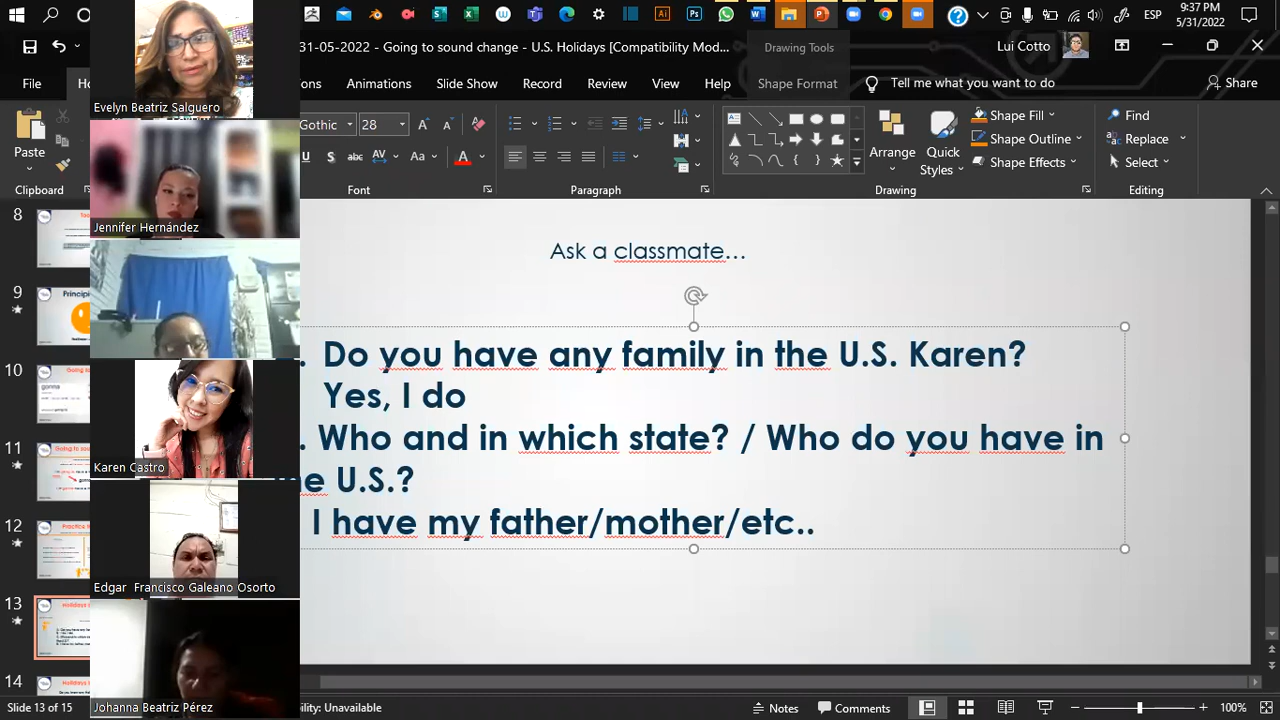 9:37 PM
ESP
5/31/2022
31-05-2022 - Going to sound change - U.S. Holidays [Compatibility Mod...
Drawing Tools
Lui Cotto
File
Animations
Slide Show
Record
Review
View
Help
Shape Format
Tell me what you want to do
Share
Paste
Clipboard
Gothic
28
Aa
Font
Paragraph
Arrange
Quick
Styles
Shape Fill
Shape Outline
Shape Effects
Drawing
Find
Replace
Select
Editing
Evelyn Beatriz Salguero
Jennifer Hernández
Karen Castro
Edgar Francisco Galeano Osorto
Johanna Beatriz Pérez
8
9
10
gonna
11
12
13
14
Ask a classmate...
. Do you have any family in the U.S. Karen?
Yes, I do
. Who and in which state? / Who do you have in
he U.S.?
I have my father/mother/etc..
Slide 13 of 15
Unavailable
Notes
Comments
100%